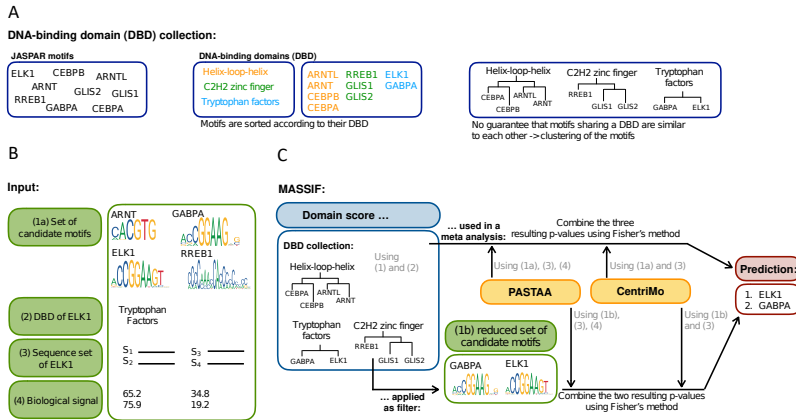 A
DNA-binding domain (DBD) collection:
JASPAR motifs
ELK1
CEBPB
ARNTL
ARNT
GLIS2
GLIS1
RREB1
GABPA
CEBPA
DNA-binding domains (DBD)
Helix-loop-helix
C2H2 zinc finger
Tryptophan factors
ARNTL RREB1 ELK1
ARNT GLIS1 GABPA
CEBPB GLIS2
CEBPA
Motifs are sorted according to their DBD
Helix-loop-helix
CEBPA
CEBPB
ARNTL
ARNT
C2H2 zinc finger
RREB1
GLIS1 GLIS2
Tryptophan
factors
GABPA ELK1
No guarantee that motifs sharing a DBD are similar
to each other -> clustering of the motifs
B
Input:
(1a) Set of
candidate motifs
ARNT
GABPA
ELK1
RREB1
(2) DBD of ELK1
Tryptophan
Factors
(3) Sequence set
of ELK1
S1
S2
S3
S4
(4) Biological signal
65.2
75.9
34.8
19.2
C
MASSIF:
Domain score ...
DBD collection:
Using
(1) and (2)
Helix-loop-helix
CEBPA
CEBPB
ARNTL
ARNT
Tryptophan
factors
GABPA ELK1
C2H2 zinc finger
RREB1
GLIS1 GLIS2
... used in a
meta analysis:
Combine the three
resulting p-values using Fisher's method
Using (1a), (3), (4)
Using (1a) and (3)
PASTAA
CentriMo
Using (1b),
(3), (4)
Using (1b)
and (3)
(1b) reduced set of
candidate motifs
GABPA
ELK1
... applied
as filter:
Combine the two resulting p-values
using Fisher's method
Prediction:
1. ELK1
2. GABPA